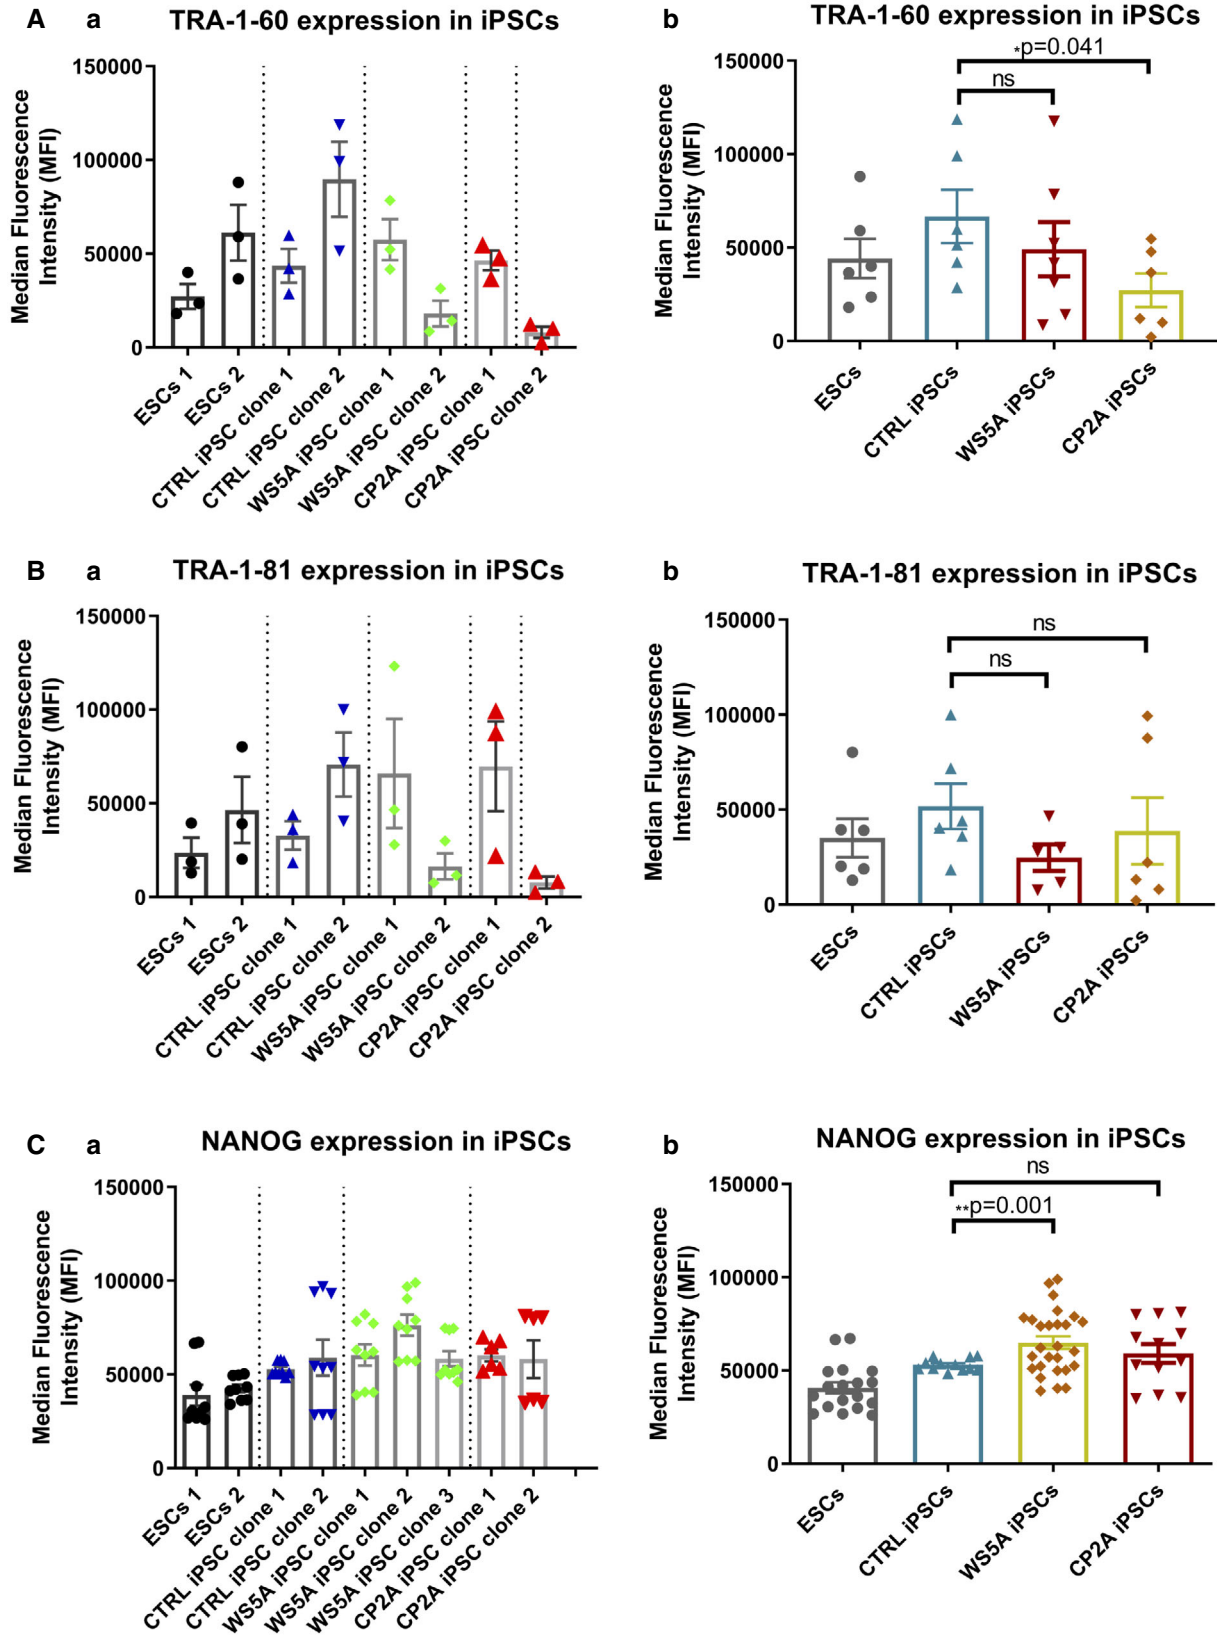 A a TRA-1-60 expression in iPSCs
Median Fluorescence
Intensity (MFI)
150000
100000
50000
0
ESCs 1
ESCs 2
CTRL iPSC clone 1
CTRL iPSC clone 2
WS5A iPSC clone 1
WS5A iPSC clone 2
CP2A iPSC clone 1
CP2A iPSC clone 2
b TRA-1-60 expression in iPSCs
Median Fluorescence
Intensity (MFI)
150000
100000
50000
0
*p=0.041
ns
ESCs
CTRL iPSCs
WS5A iPSCs
CP2A iPSCs
B a TRA-1-81 expression in iPSCs
Median Fluorescence
Intensity (MFI)
150000
100000
50000
0
ESCs 1
ESCs 2
CTRL iPSC clone 1
CTRL iPSC clone 2
WS5A iPSC clone 1
WS5A iPSC clone 2
CP2A iPSC clone 1
CP2A iPSC clone 2
b TRA-1-81 expression in iPSCs
Median Fluorescence
Intensity (MFI)
150000
100000
50000
0
ns
ns
ESCs
CTRL iPSCs
WS5A iPSCs
CP2A iPSCs
C a NANOG expression in iPSCs
Median Fluorescence
Intensity (MFI)
150000
100000
50000
0
ESCs 1
ESCs 2
CTRL iPSC clone 1
CTRL iPSC clone 2
WS5A iPSC clone 1
WS5A iPSC clone 2
WS5A iPSC clone 3
CP2A iPSC clone 1
CP2A iPSC clone 2
b NANOG expression in iPSCs
Median Fluorescence
Intensity (MFI)
150000
100000
50000
0
ns
**p=0.001
ESCs
CTRL iPSCs
WS5A iPSCs
CP2A iPSCs